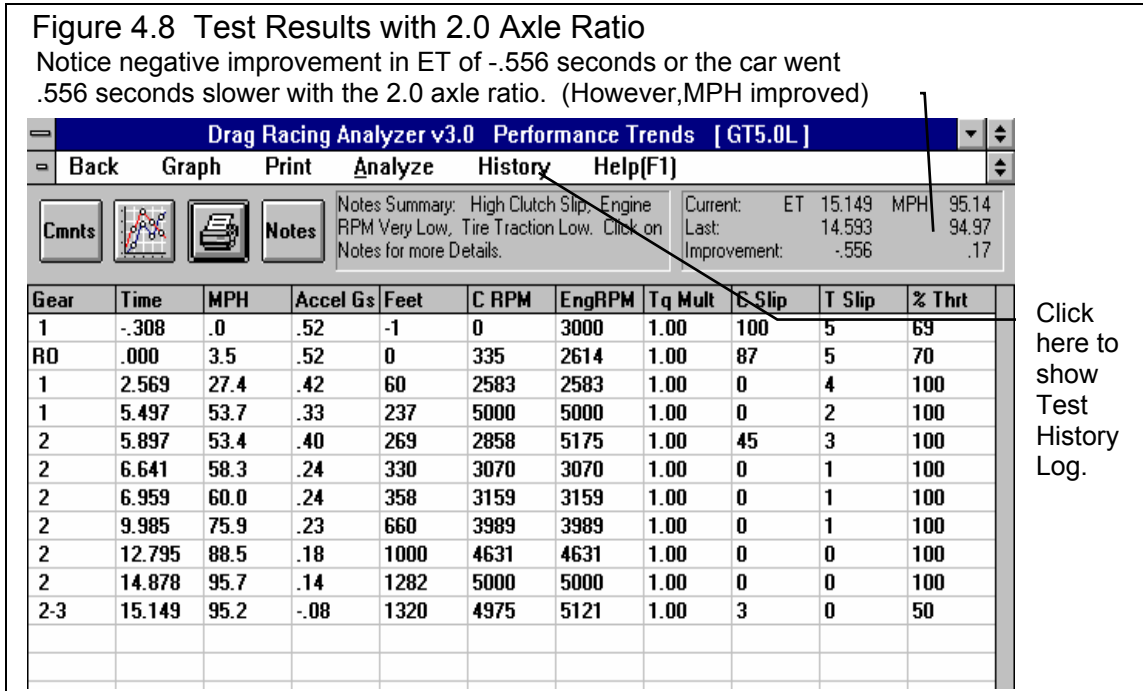 Figure 4.8 Test Results with 2.0 Axle Ratio
Notice negative improvement in ET of -.556 seconds or the car went
.556 seconds slower with the 2.0 axle ratio. (However,MPH improved)
Drag Racing Analyzer v3.0 Performance Trends [ GT5.0L ]
Back Graph Print Analyze History Help(F1)
Cmnts
Notes
Notes Summary: High Clutch Slip, Engine
RPM Very Low, Tire Traction Low. Click on
Notes for more Details.
Current: ET 15.149 MPH 95.14
Last: 14.593 94.97
Improvement: -.556 .17
Gear Time MPH Accel Gs Feet C RPM EngRPM Tq Mult C Slip T Slip % Thrt
1 -.308 .0 .52 -1 0 3000 1.00 100 5 69
RO .000 3.5 .52 0 335 2614 1.00 87 5 70
1 2.569 27.4 .42 60 2583 2583 1.00 0 4 100
1 5.497 53.7 .33 237 5000 5000 1.00 0 2 100
2 5.897 53.4 .40 269 2858 5175 1.00 45 3 100
2 6.641 58.3 .24 330 3070 3070 1.00 0 1 100
2 6.959 60.0 .24 358 3159 3159 1.00 0 1 100
2 9.985 75.9 .23 660 3989 3989 1.00 0 1 100
2 12.795 88.5 .18 1000 4631 4631 1.00 0 0 100
2 14.878 95.7 .14 1282 5000 5000 1.00 0 0 100
2-3 15.149 95.2 -.08 1320 4975 5121 1.00 3 0 50
Click
here to
show
Test
History
Log.